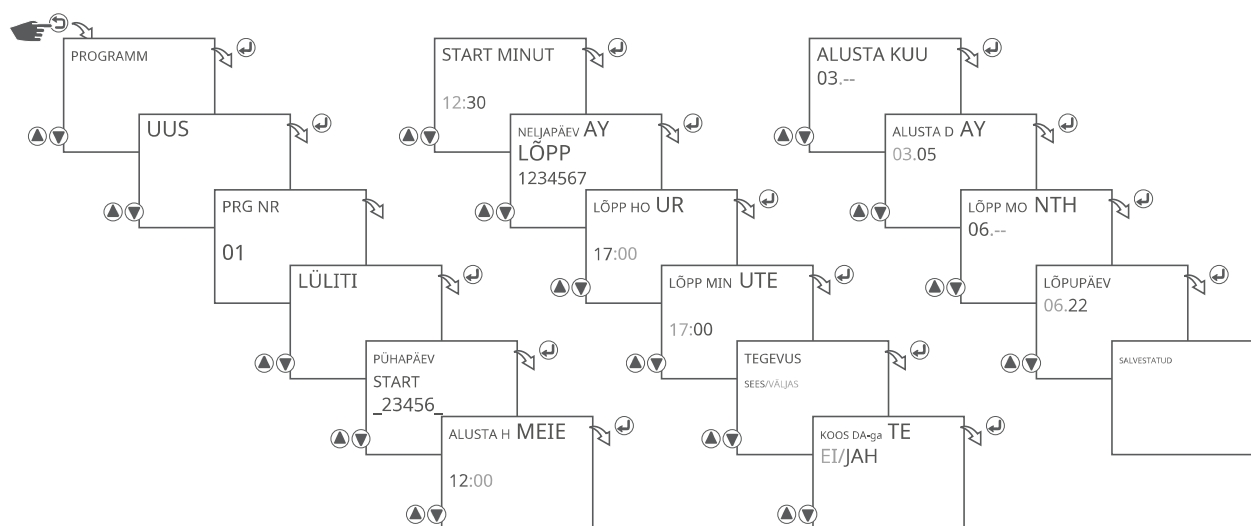 PROGRAMM
UUS
PRG NR
01
LÜLITI
PÜHAPÄEV
START
_23456_
ALUSTA H MEIE
12:00
START MINUT
12:30
NELJAPÄEV AY
LÕPP
1234567
LÕPP HO UR
17:00
LÕPP MIN UTE
17:00
TEGEVUS
SEES/VÄLJAS
KOOS DA-ga TE
EI/JAH
ALUSTA KUU
03.--
ALUSTA D AY
03.05
LÕPP MO NTH
06.--
LÕPUPÄEV
06.22
SALVESTATUD